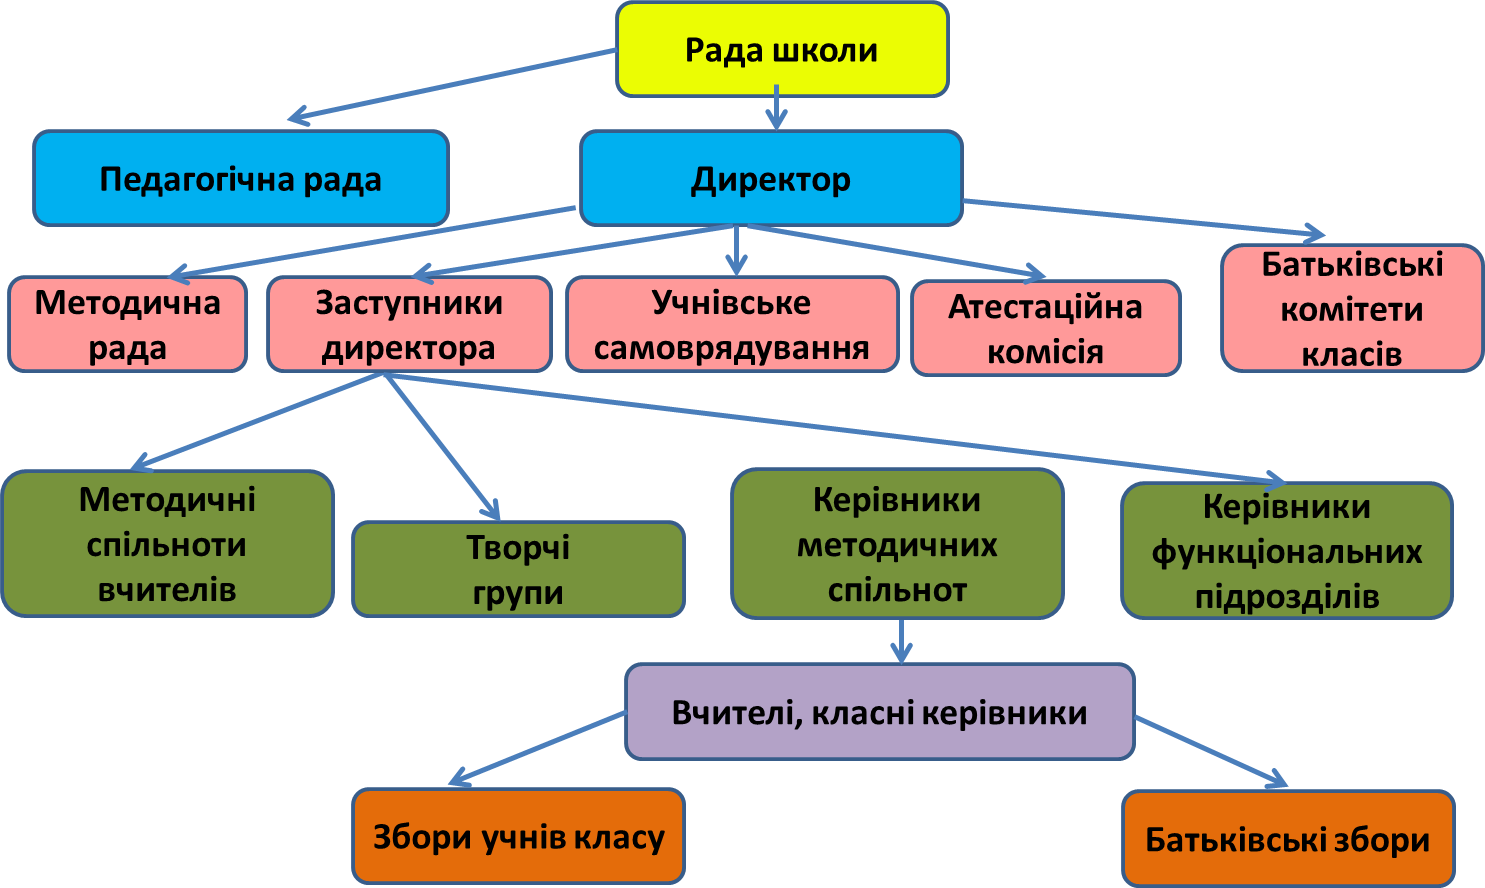 Рада школи
Педагогічна рада
Директор
Методична
рада
Заступники
директора
Учнівське
самоврядування
Атестаційна
комісія
Батьківські
комітети
класів
Методичні
спільноти
вчителів
Творчі
групи
Керівники
методичних
спільнот
Керівники
функціональних
підрозділів
Вчителі, класні керівники
Збори учнів класу
Батьківські збори